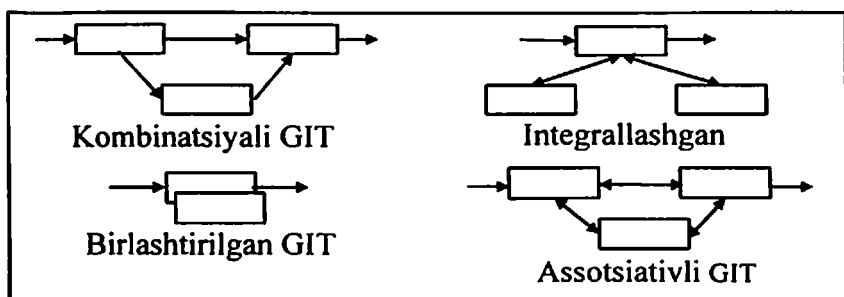 Kombinatsiyali GIT
Integrallashgan
Birlashtirilgan GIT
Assotsiativli GIT